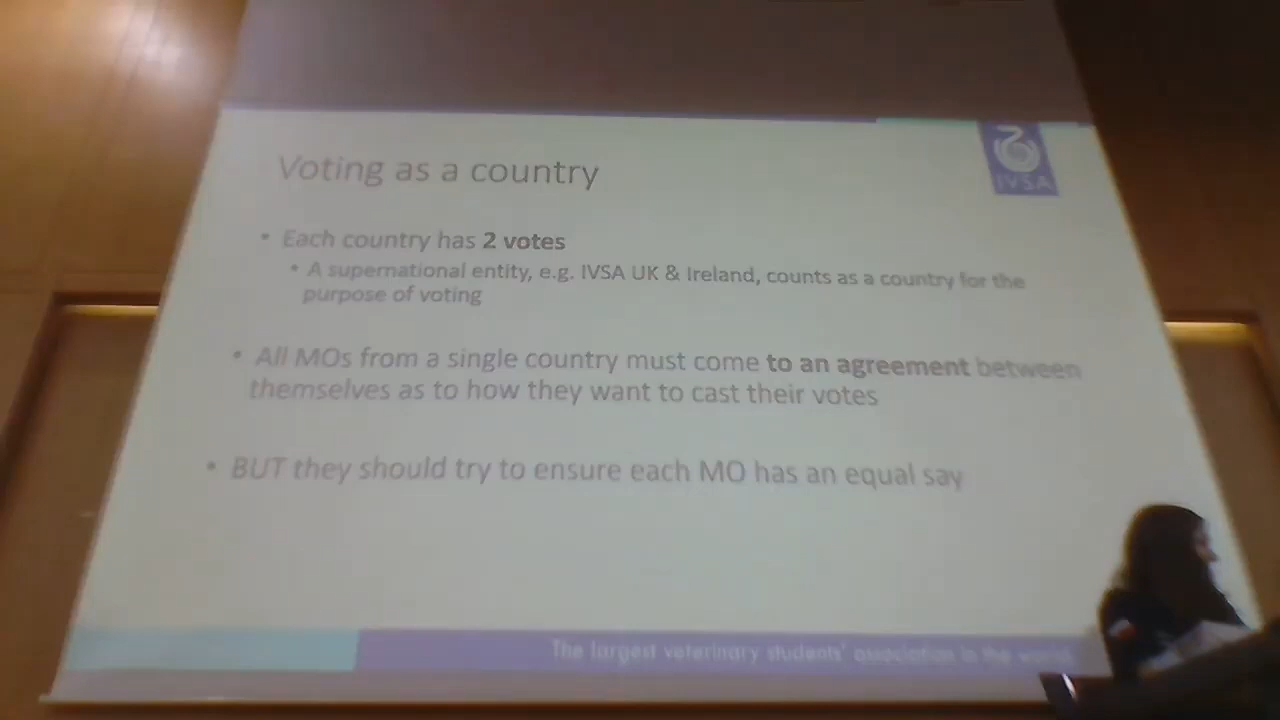 Voting as a country
IVSA
• Each country has 2 votes
• A supernational entity, e.g. IVSA UK & Ireland, counts as a country for the
purpose of voting
• All MOs from a single country must come to an agreement between
themselves as to how they want to cast their votes
• BUT they should try to ensure each MO has an equal say
The largest veterinary students' association in the world